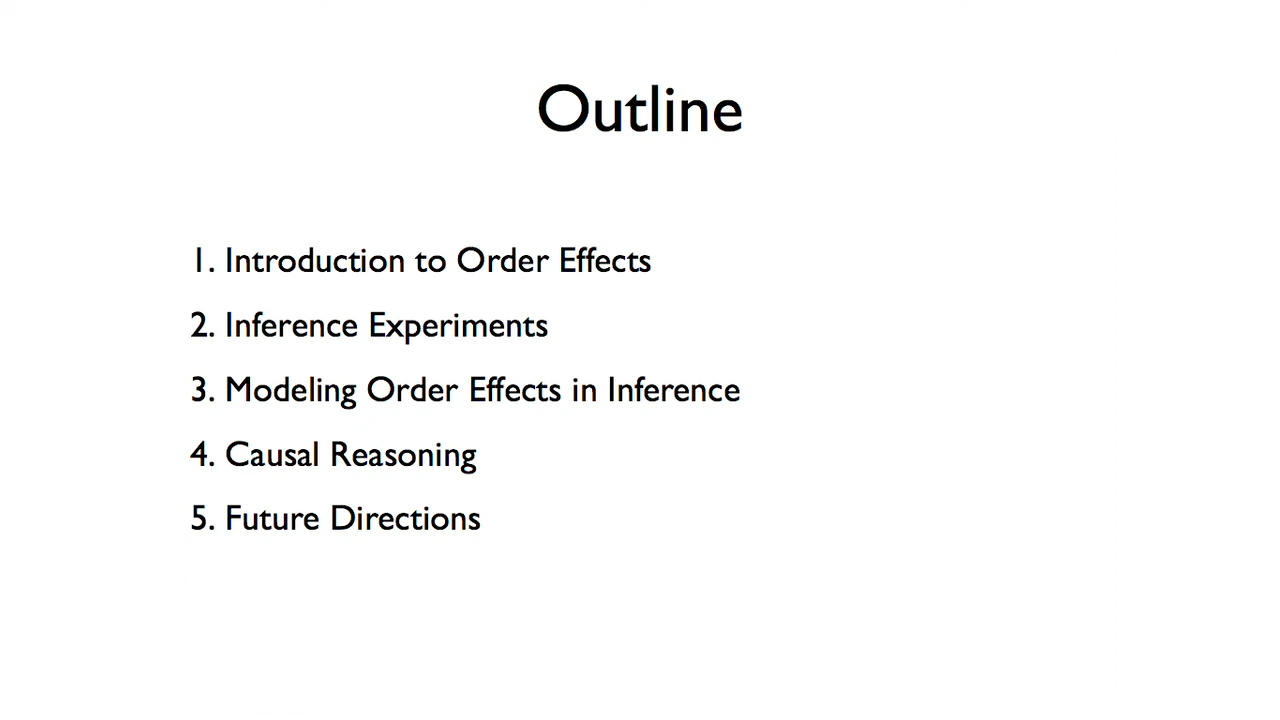 Outline
1. Introduction to Order Effects
2. Inference Experiments
3. Modeling Order Effects in Inference
4. Causal Reasoning
5. Future Directions